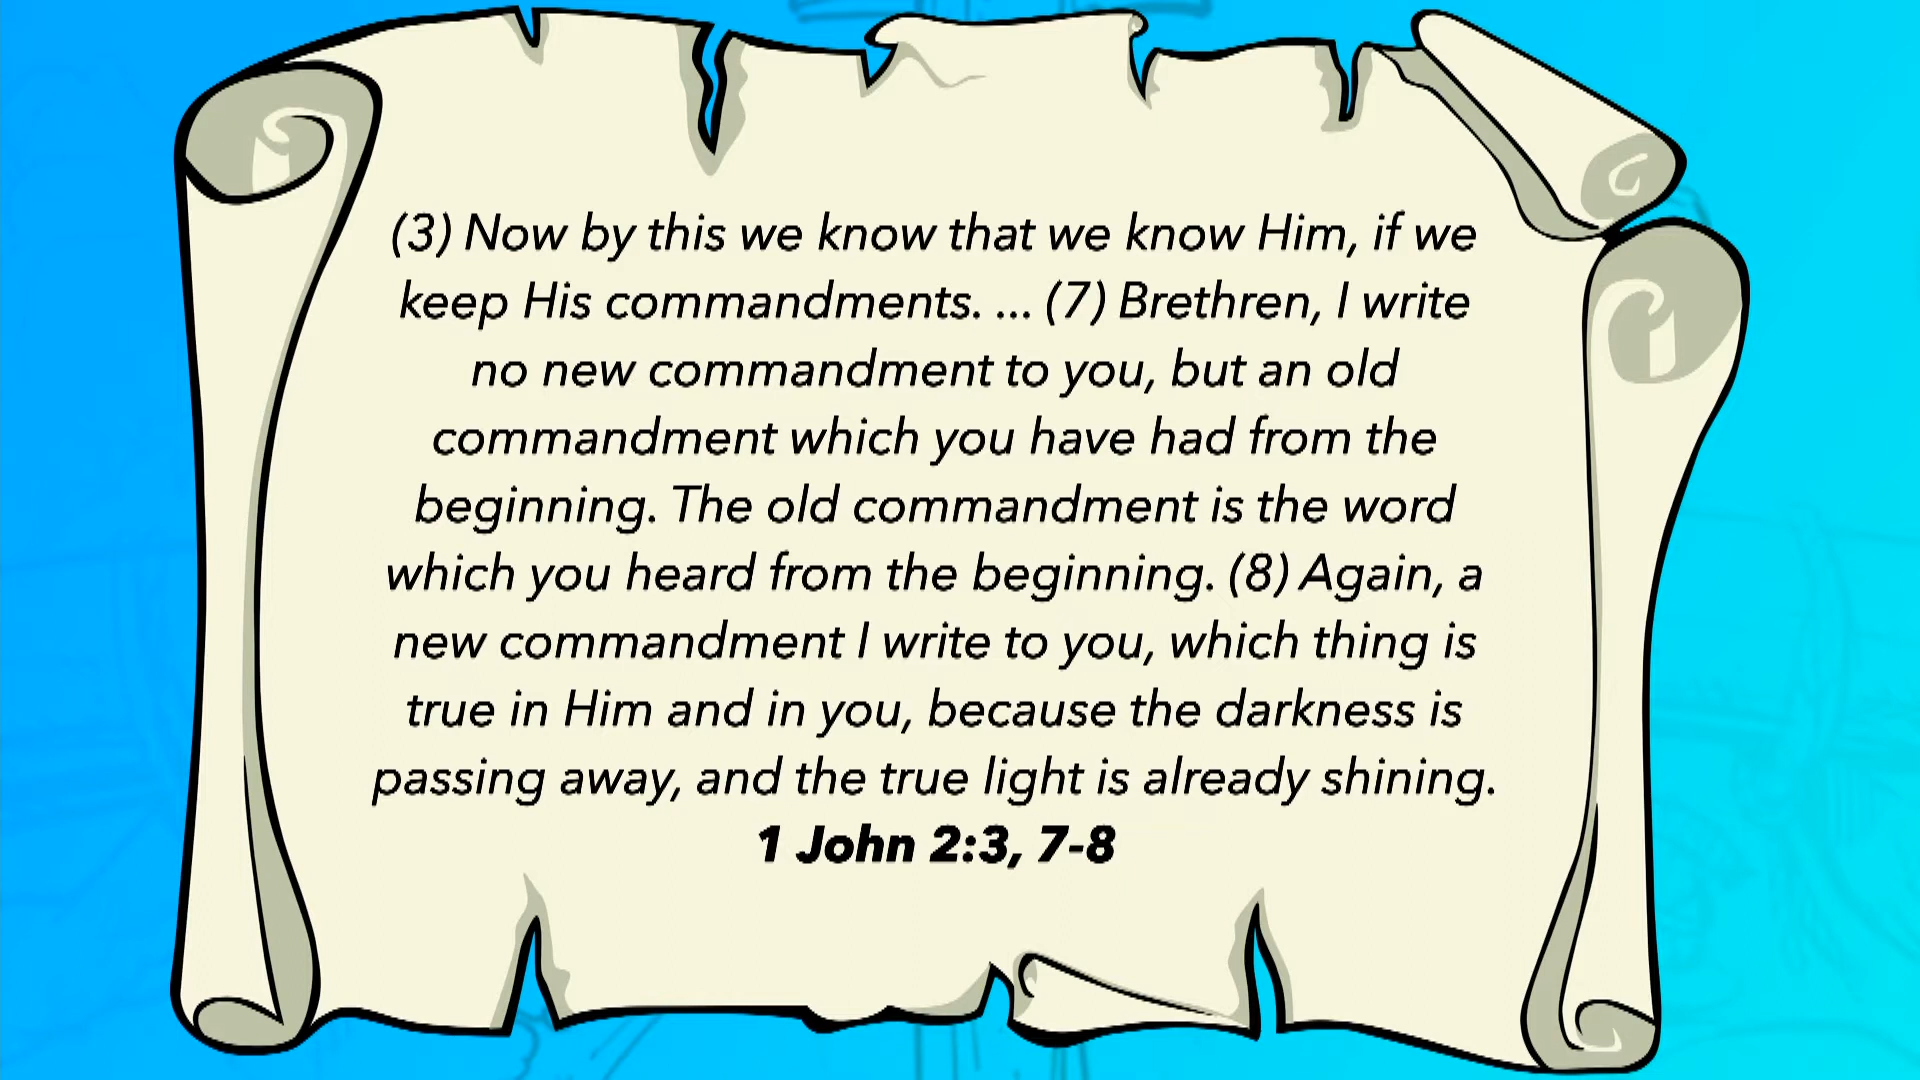 (3) Now by this we know that we know Him, if we
keep His commandments. ... (7) Brethren, I write
no new commandment to you, but an old
commandment which you have had from the
beginning. The old commandment is the word
which you heard from the beginning. (8) Again, a
new commandment I write to you, which thing is
true in Him and in you, because the darkness is
passing away, and the true light is already shining.
1 John 2:3, 7-8